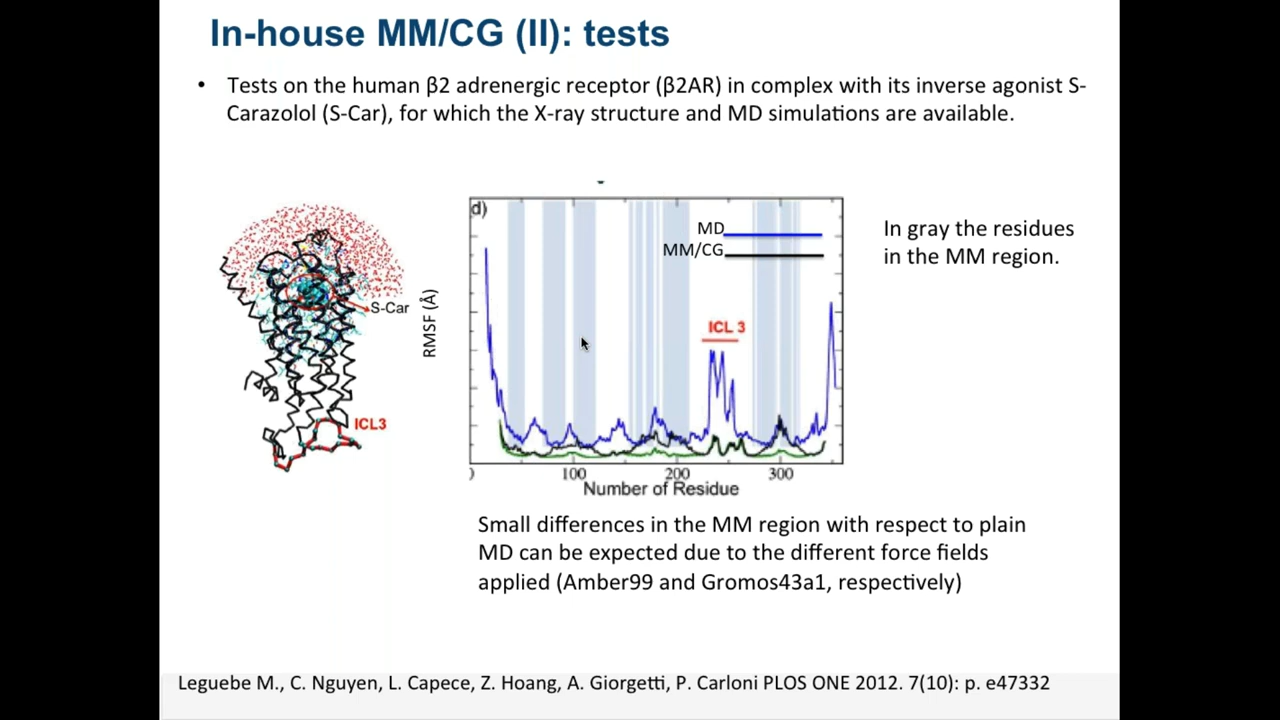 In-house MM/CG (II): tests
• Tests on the human β2 adrenergic receptor (β2AR) in complex with its inverse agonist S-
Carazolol (S-Car), for which the X-ray structure and MD simulations are available.
d)
MD
MM/CG
ICL 3
RMSF (Å)
100
200
300
Number of Residue
S-Car
ICL3
In gray the residues
in the MM region.
Small differences in the MM region with respect to plain
MD can be expected due to the different force fields
applied (Amber99 and Gromos43a1, respectively)
Leguebe M., C. Nguyen, L. Capece, Z. Hoang, A. Giorgetti, P. Carloni PLOS ONE 2012. 7(10): p. e47332